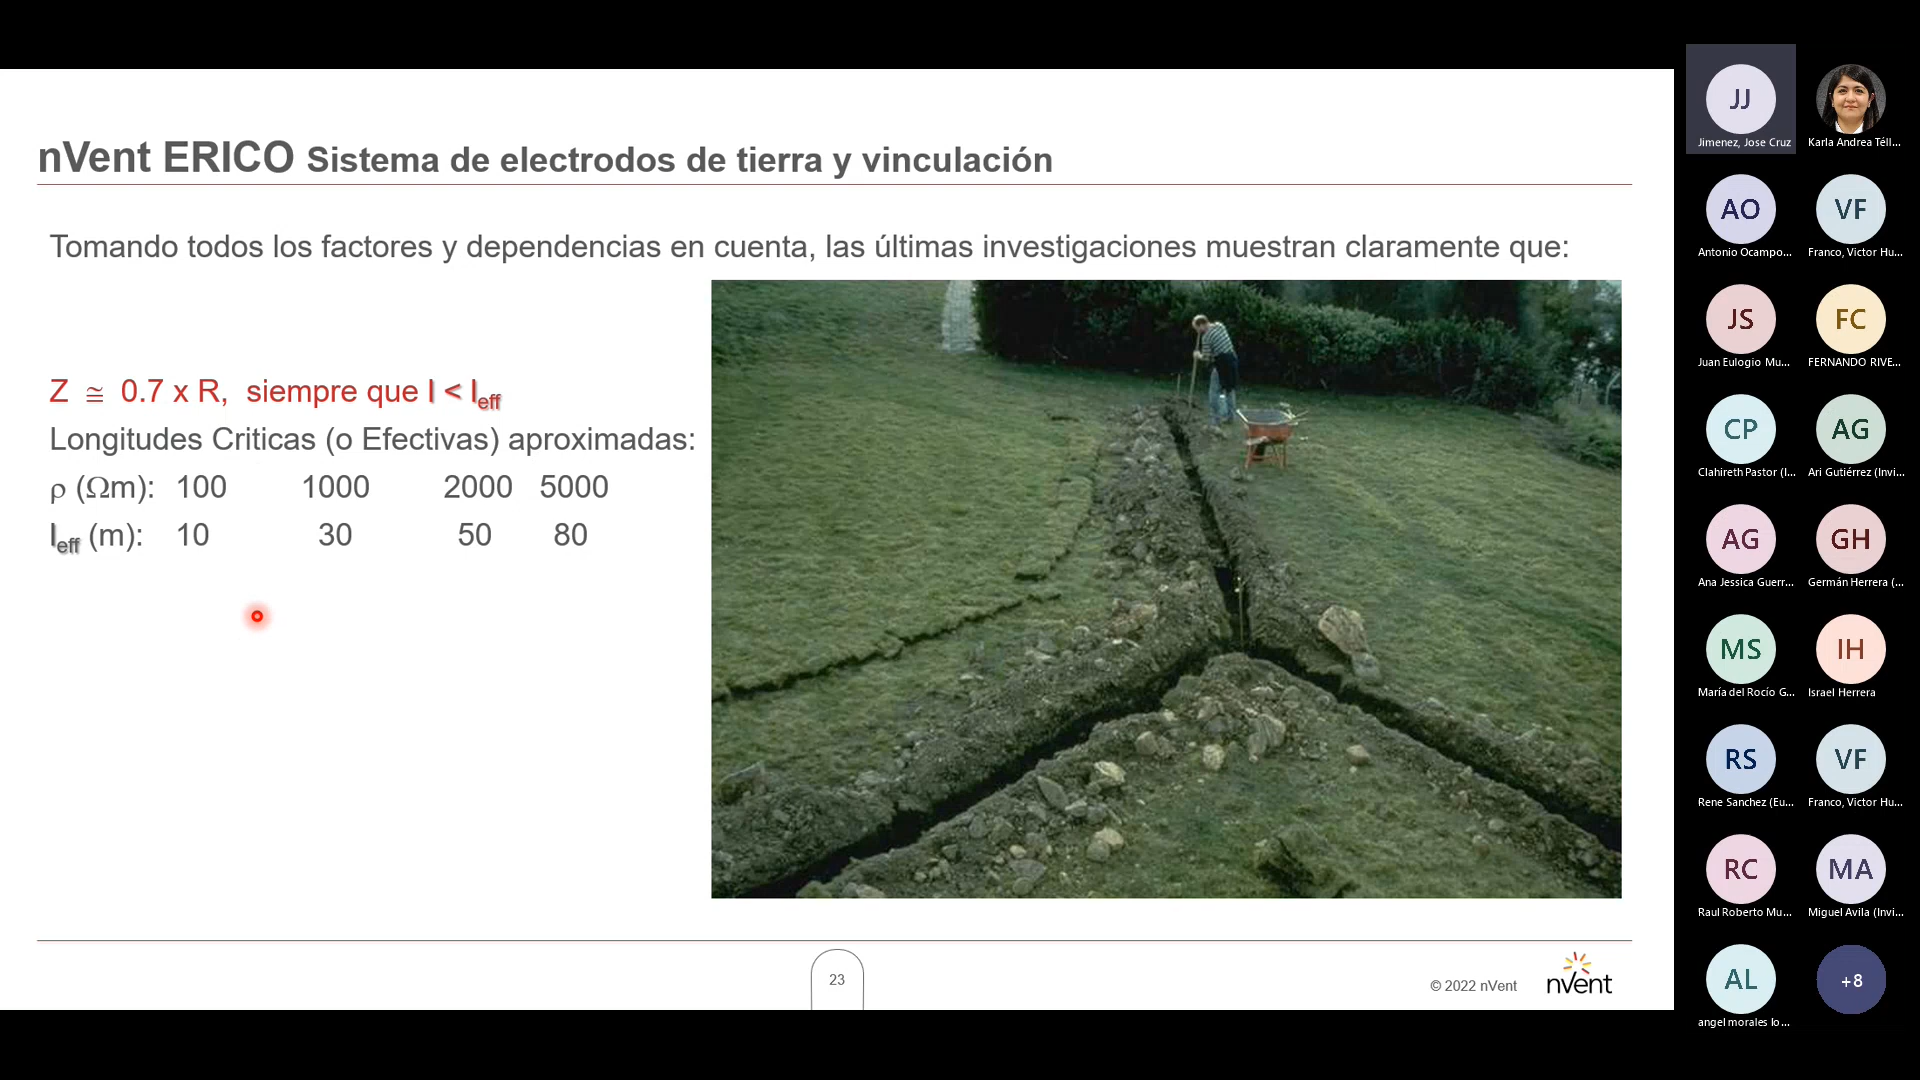 nVent ERICO Sistema de electrodos de tierra y vinculación
Tomando todos los factores y dependencias en cuenta, las últimas investigaciones muestran claramente que:
Z ≅ 0.7 x R, siempre que l < leff
Longitudes Criticas (o Efectivas) aproximadas:
ρ (Ωm): 100 1000 2000 5000
leff (m): 10 30 50 80
23
© 2022 nVent
nVent
JJ
Jimenez, Jose Cruz
Karla Andrea Téll...
AO
Antonio Ocampo...
VF
Franco, Victor Hu...
JS
Juan Eulogio Mu...
FC
FERNANDO RIVE...
CP
Clahireth Pastor (I...
AG
Ari Gutiérrez (Invi...
AG
Ana Jessica Guerr...
GH
Germán Herrera (...
MS
María del Rocío G...
IH
Israel Herrera
RS
Rene Sanchez (Eu...
VF
Franco, Victor Hu...
RC
Raul Roberto Mu...
MA
Miguel Avila (Invi...
AL
angel morales lo...
+8